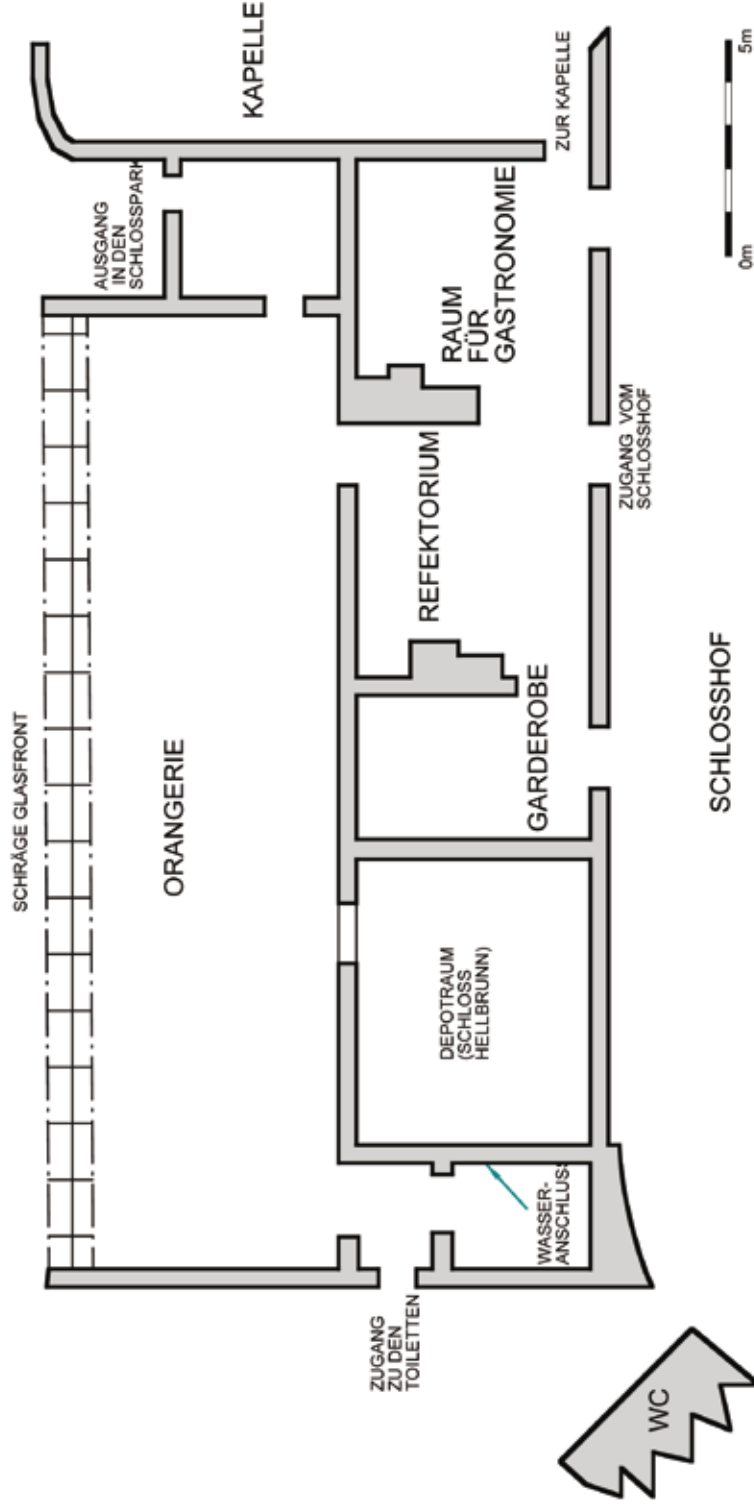 SCHRÄGE GLASFRONT
ORANGERIE
AUSGANG
IN DEN
SCHLOSSPARK
KAPELLE
ZUGANG
ZU DEN
TOILETTEN
DEPOTRAUM
(SCHLOSS
HELLBRUNN)
REFEKTORIUM
RAUM
FÜR
GASTRONOMIE
WASSER-
ANSCHLUSS
GARDEROBE
ZUR KAPELLE
ZUGANG VOM
SCHLOSSHOF
WC
SCHLOSSHOF
0m
5m